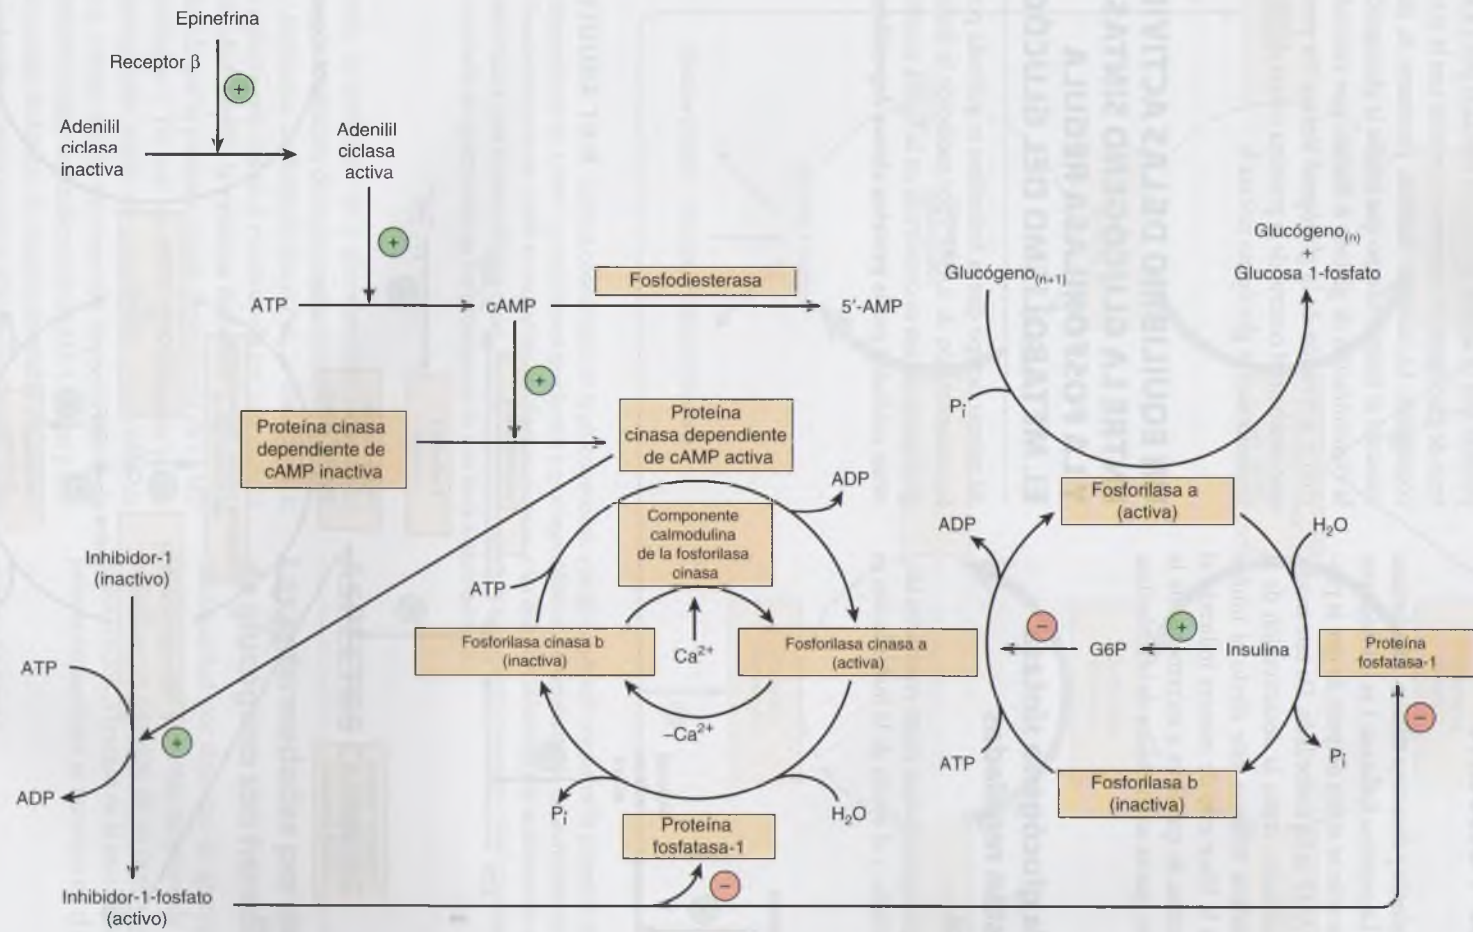 Epinefrina
Receptor β
+
Adenilil
ciclasa
inactiva
Adenilil
ciclasa
activa
+
ATP
cAMP
Fosfodiesterasa
5'-AMP
+
Proteína cinasa
dependiente de
cAMP inactiva
Proteína
cinasa dependiente
de cAMP activa
Glucógeno(n+1)
Glucógeno(n)
+
Glucosa 1-fosfato
Pi
Inhibidor-1
(inactivo)
ATP
+
ADP
Inhibidor-1-fosfato
(activo)
ADP
Componente
calmodulina
de la fosforilasa
cinasa
ATP
Fosforilasa cinasa b
(inactiva)
Ca2+
Fosforilasa cinasa a
(activa)
–Ca2+
Pi
H2O
Proteína
fosfatasa-1
–
Fosforilasa a
(activa)
ADP
H2O
–
G6P
+
Insulina
Proteína
fosfatasa-1
–
ATP
Pi
Fosforilasa b
(inactiva)